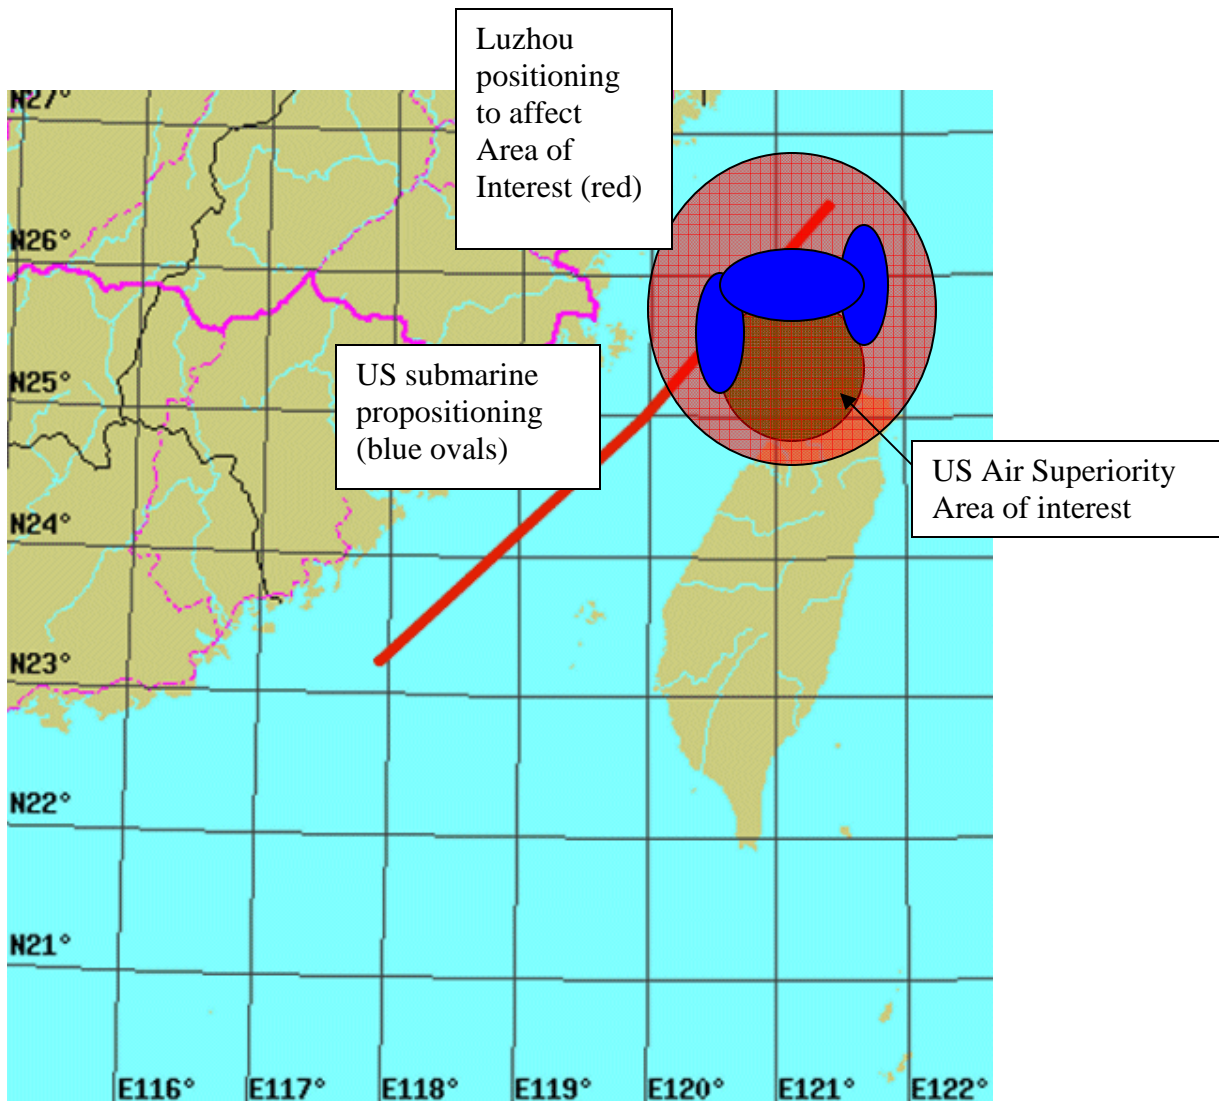 Luzhou
positioning
to affect
Area of
Interest (red)
N27°
N26°
US submarine
propositioning
(blue ovals)
N25°
US Air Superiority
Area of interest
N24°
N23°
N22°
N21°
E116° E117° E118° E119° E120° E121° E122°